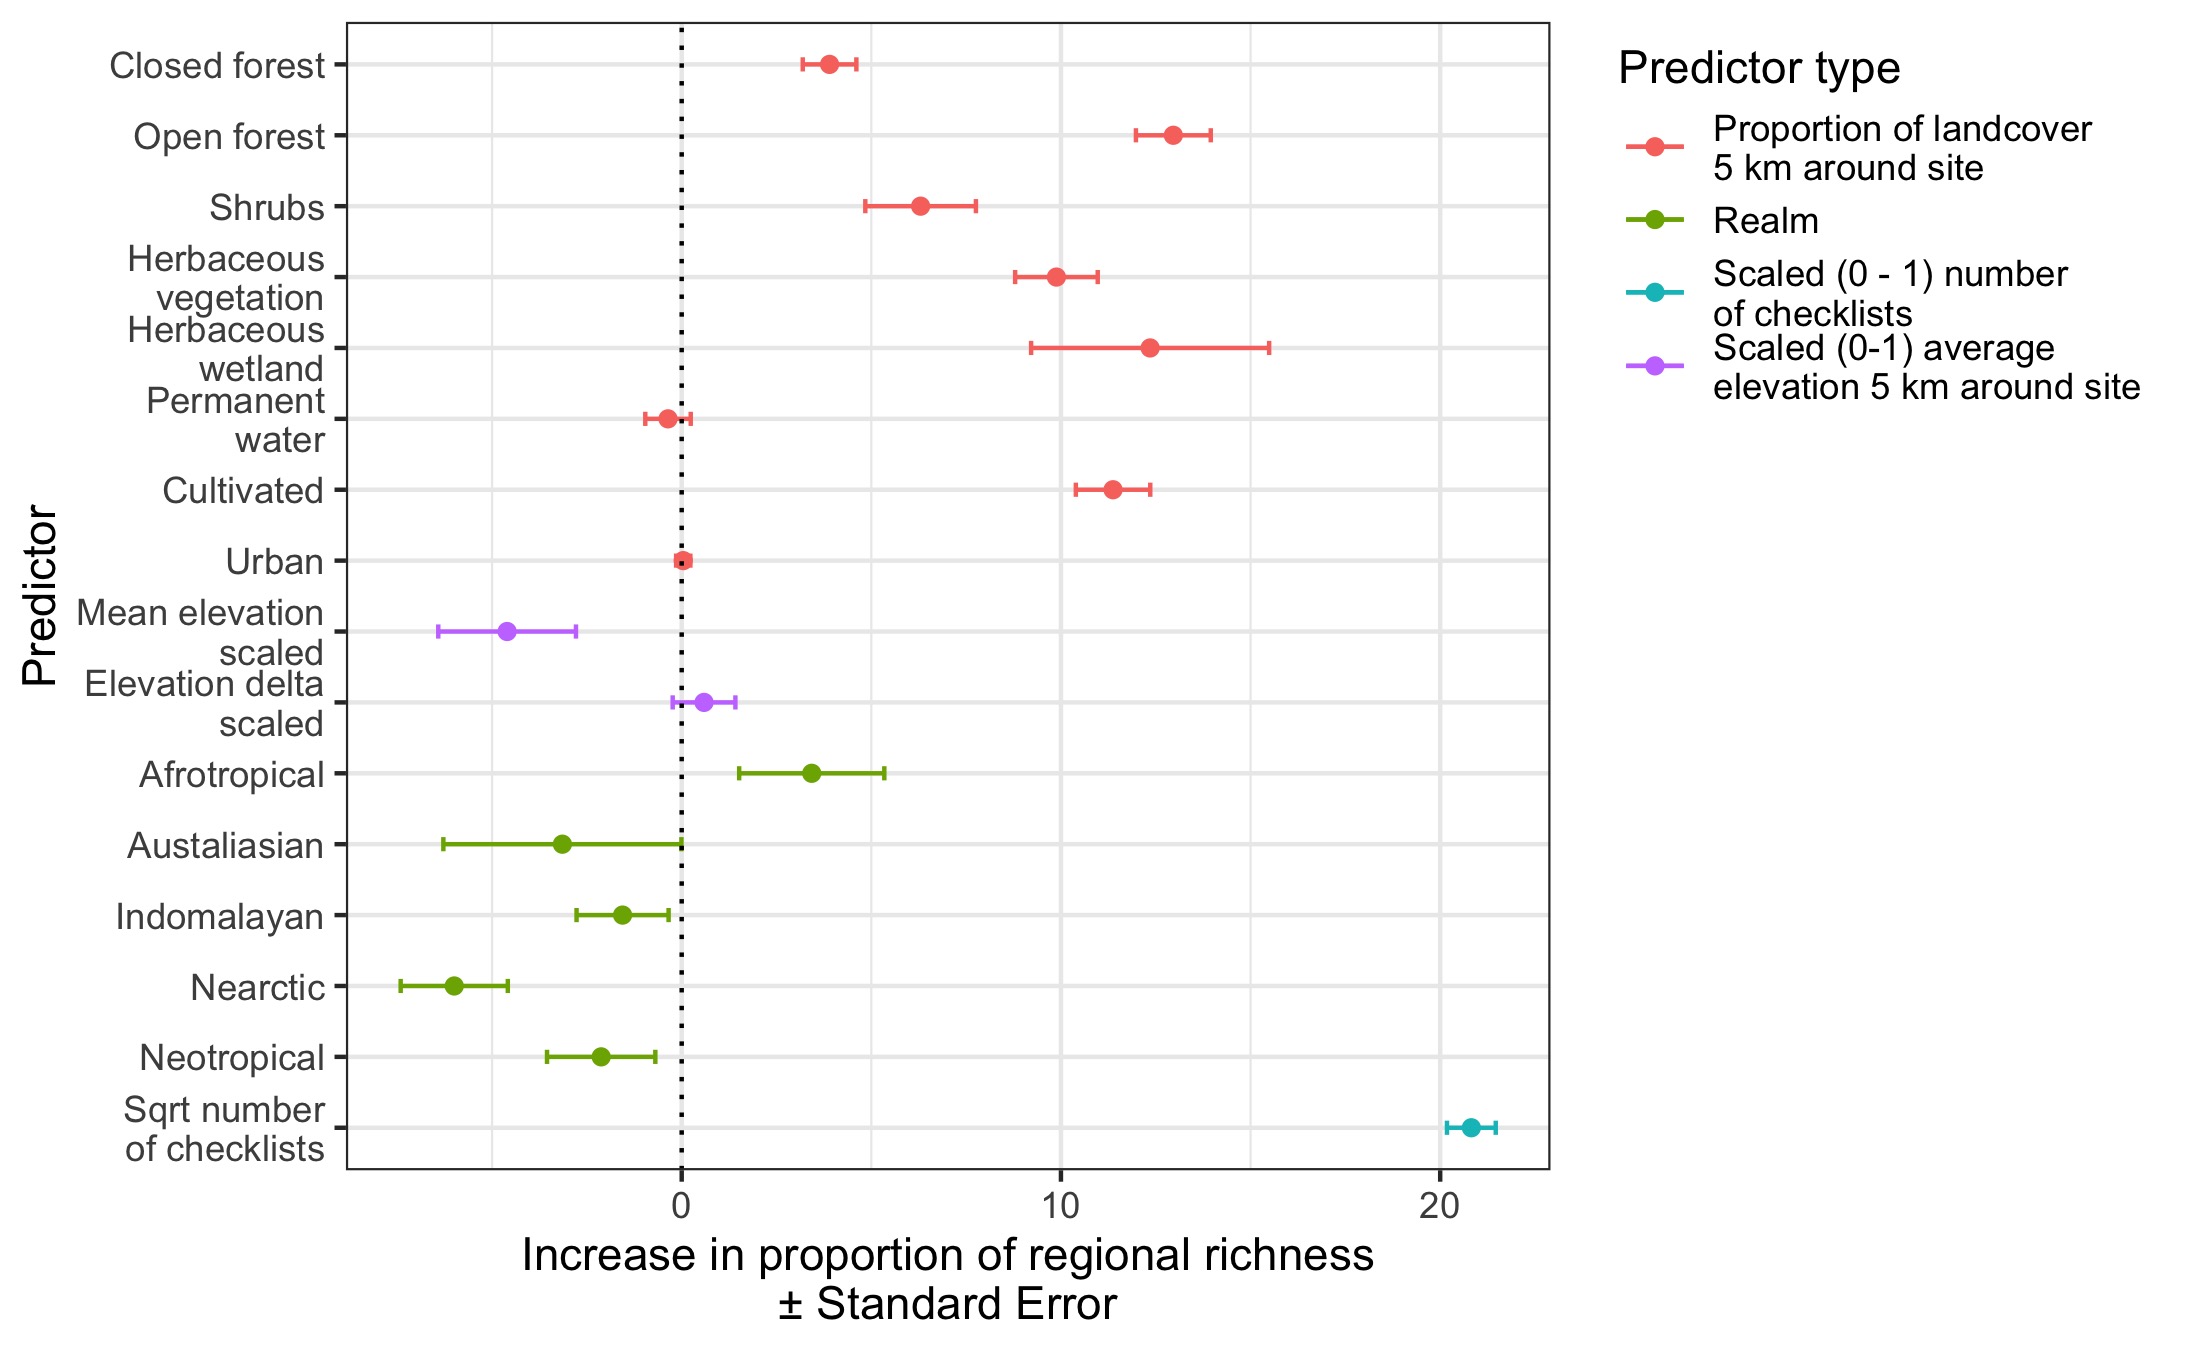 Closed forest
Open forest
Shrubs
Herbaceous
vegetation
Herbaceous
wetland
Permanent
water
Cultivated
Urban
Mean elevation
scaled
Elevation delta
scaled
Afrotropical
Austaliasian
Indomalayan
Nearctic
Neotropical
Sqrt number
of checklists
Predictor
0
10
20
Increase in proportion of regional richness
± Standard Error
Predictor type
Proportion of landcover
5 km around site
Realm
Scaled (0 - 1) number
of checklists
Scaled (0-1) average
elevation 5 km around site